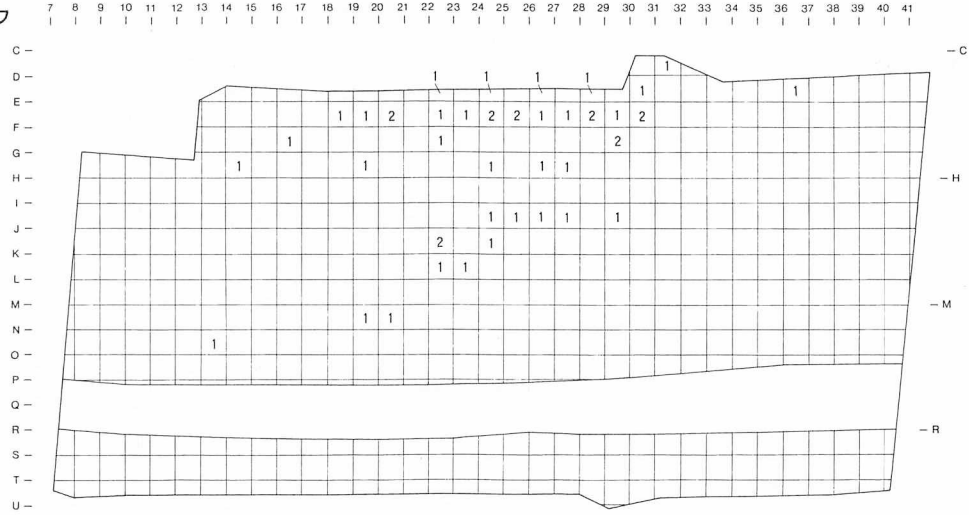 7 8 9 10 11 12 13 14 15 16 17 18 19 20 21 22 23 24 25 26 27 28 29 30 31 32 33 34 35 36 37 38 39 40 41
C – – C
1
D – 1 1 1 1
1 1
E –
1 1 2 1 1 2 2 1 1 2 1 2
F –
1 1 2
G –
1 1 1 1 1
H – – H
I –
1 1 1 1 1
J –
2 1
K –
1 1
L –
M – – M
1 1
N –
1
O –
P –
Q –
R – – R
S –
T –
U –